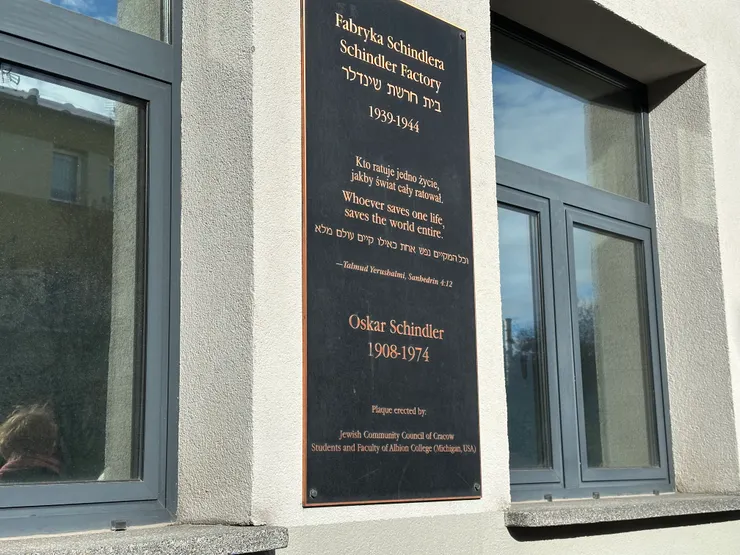 Fabryka Schindlera
Schindler Factory
בית חרשת שינדלר
1939-1944
Kto ratuje jedno życie,
jakby świat cały ratował.
Whoever saves one life,
saves the world entire.
וכל המקיים נפש אחת כאילו קיים עולם מלא
—Talmud Yerushalmi, Sanhedrin 4:12
Oskar Schindler
1908-1974
Plaque erected by:
Jewish Community Council of Cracow
Students and Faculty of Albion College (Michigan, USA)